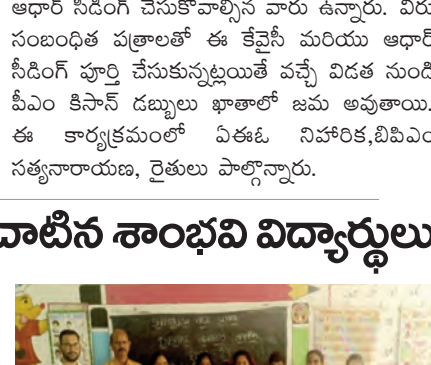 ఆధార్ సీడింగ్ చేసుకోవాల్సిన వారు ఉన్నారు. వీరు
సంబంధిత పత్రాలతో ఈ కేవైసీ మరియు ఆధార్
సీడింగ్ పూర్తి చేసుకున్నట్లయితే వచ్చే విడత నుండి
పీఎం కిసాన్ డబ్బులు ఖాతాలో జమ అవుతాయి.
ఈ కార్యక్రమంలో ఏఈఓ నిహారిక,బిపిఎం
సత్యనారాయణ, రైతులు పాల్గొన్నారు.
చాటిన శాంభవి విద్యార్థులు